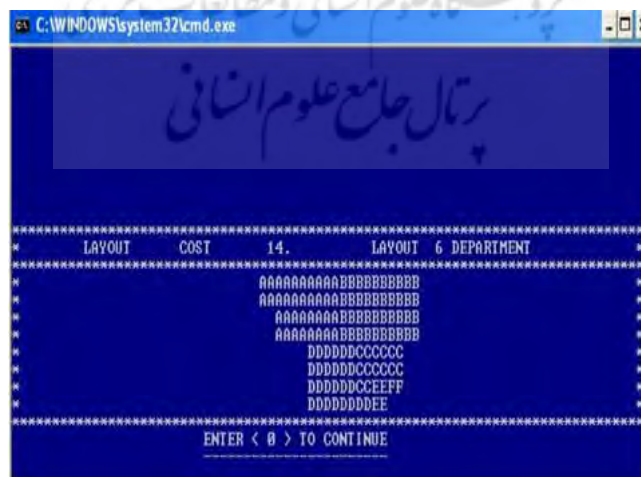 C:\WINDOWS\system32\cmd.exe
پرتال جامع علوم انسانی
*******************************************************************************
* LAYOUT COST 14. LAYOUT 6 DEPARTMENT *
*******************************************************************************
* AAAAAAAAAABBBBBBBBBB *
* AAAAAAAAAABBBBBBBBBB *
* AAAAAAAABBBBBBBBBB *
* AAAAAAAABBBBBBBBBB *
* DDDDDDCCCCCC *
* DDDDDDCCCCCC *
* DDDDDDCCEEFF *
* DDDDDDDDEE *
*******************************************************************************
ENTER < 0 > TO CONTINUE
-----------------------